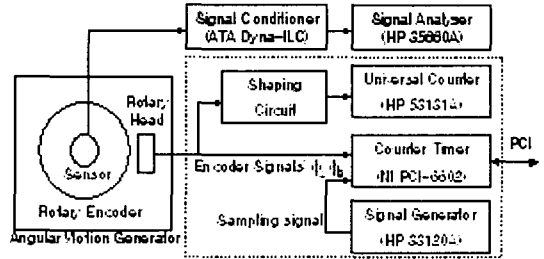 Signal Conditioner
(ATA Dyna-ILC)
Signal Analyzer
(HP 35660A)
Shaping
Circuit
Universal Counter
(HP 53131A)
Rotary
Head
Sensor
Rotary Encoder
Angular Motion Generator
Encoder Signals
Counter Timer
(NI PCI-6602)
PCI
Sampling signal
Signal Generator
(HP 33120A)